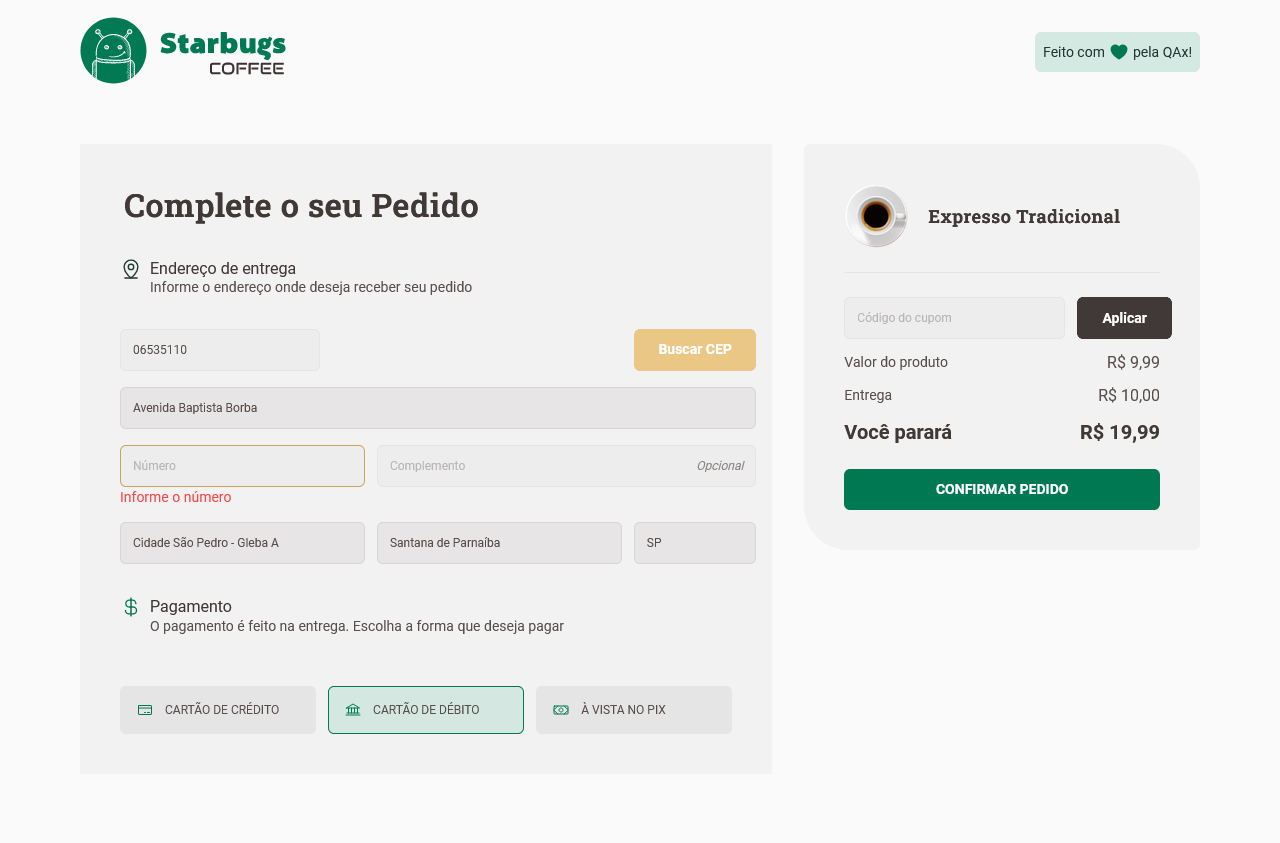 Starbugs
COFFEE
Feito com pela QAx!
Complete o seu Pedido
Endereço de entrega
Informe o endereço onde deseja receber seu pedido
06535110
Buscar CEP
Avenida Baptista Borba
Número
Complemento
Opcional
Informe o número
Cidade São Pedro - Gleba A
Santana de Parnaíba
SP
Pagamento
O pagamento é feito na entrega. Escolha a forma que deseja pagar
CARTÃO DE CRÉDITO
CARTÃO DE DÉBITO
À VISTA NO PIX
Expresso Tradicional
Código do cupom
Aplicar
Valor do produto R$ 9,99
Entrega R$ 10,00
Você parará R$ 19,99
CONFIRMAR PEDIDO